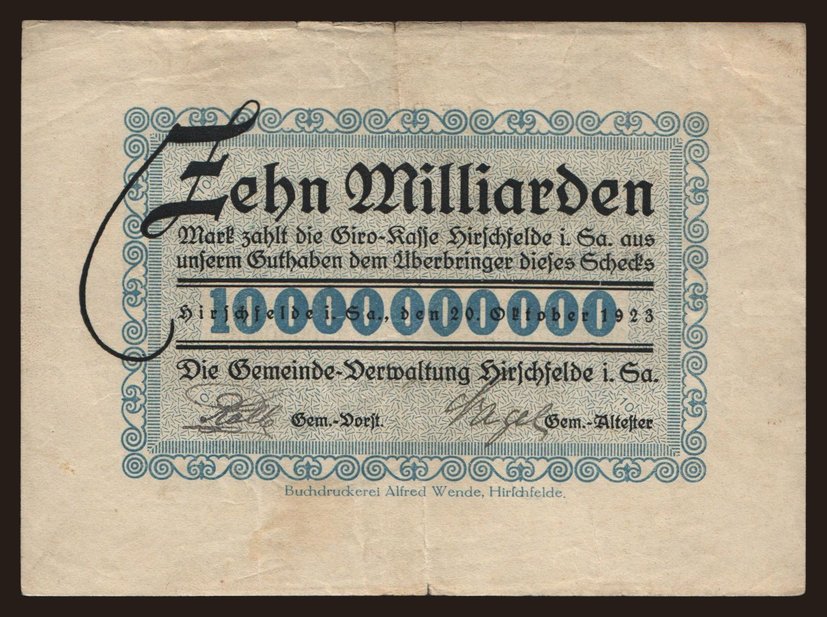 Zehn Milliarden
Mark zahlt die Giro-Kasse Hirschfelde i. Sa. aus
unserm Guthaben dem Überbringer dieses Schecks
10000000000
Hirschfelde i. Sa., den 20. Oktober 1923
Die Gemeinde-Verwaltung Hirschfelde i. Sa.
Gem.-Vorst. Gem.-Ältester
Buchdruckerei Alfred Wende, Hirschfelde.